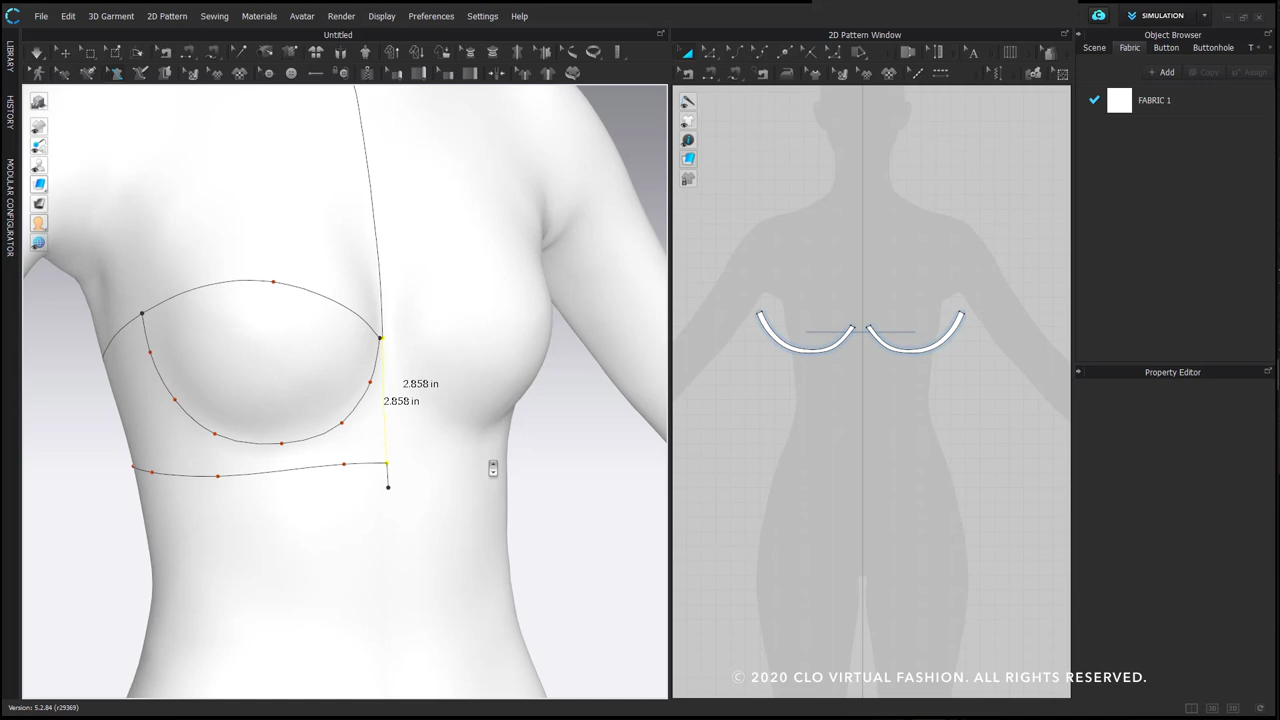 File Edit 3D Garment 2D Pattern Sewing Materials Avatar Render Display Preferences Settings Help
SIMULATION
Untitled
2D Pattern Window
Object Browser
Scene Fabric Button Buttonhole T
+ Add Copy Assign
FABRIC 1
LIBRARY
HISTORY
MODULAR CONFIGURATOR
Property Editor
2.858 in
2.858 in
© 2020 CLO VIRTUAL FASHION. ALL RIGHTS RESERVED.
Version: 5.2.84 (r29369)